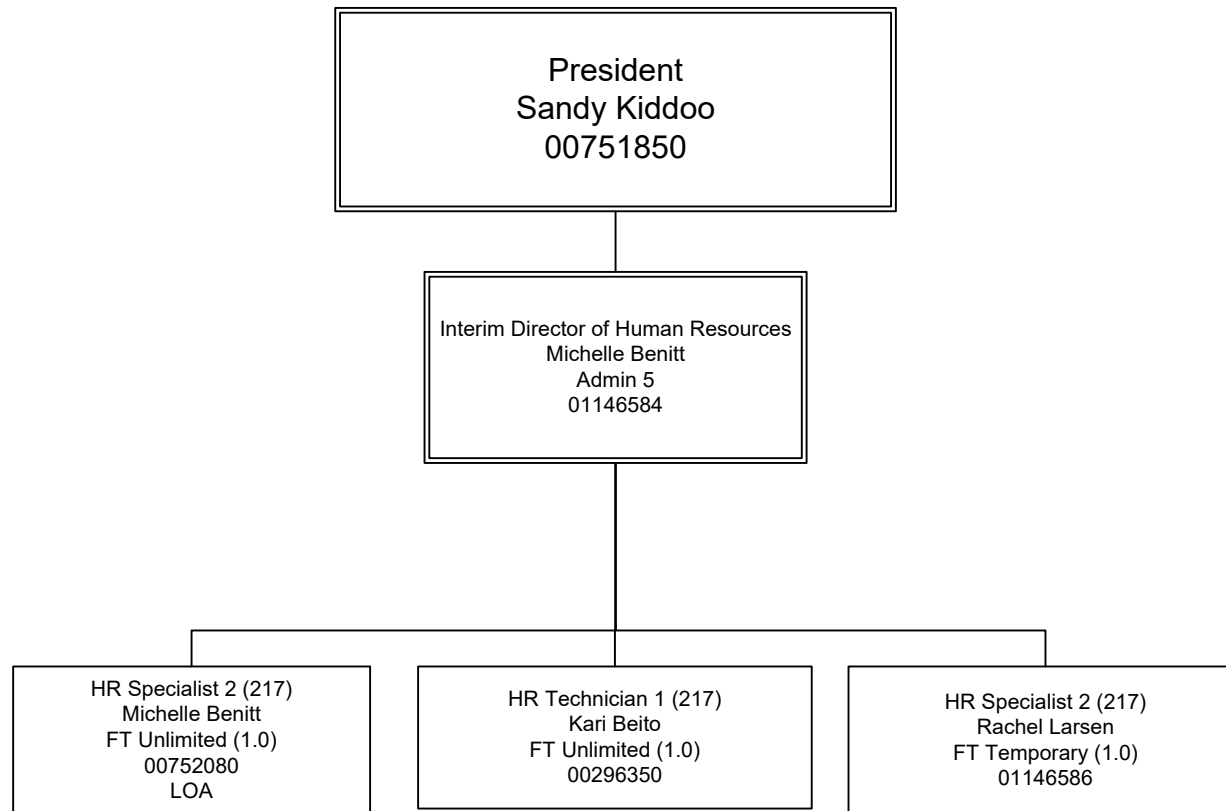 President
Sandy Kiddoo
00751850
Interim Director of Human Resources
Michelle Benitt
Admin 5
01146584
HR Specialist 2 (217)
Michelle Benitt
FT Unlimited (1.0)
00752080
LOA
HR Technician 1 (217)
Kari Beito
FT Unlimited (1.0)
00296350
HR Specialist 2 (217)
Rachel Larsen
FT Temporary (1.0)
01146586